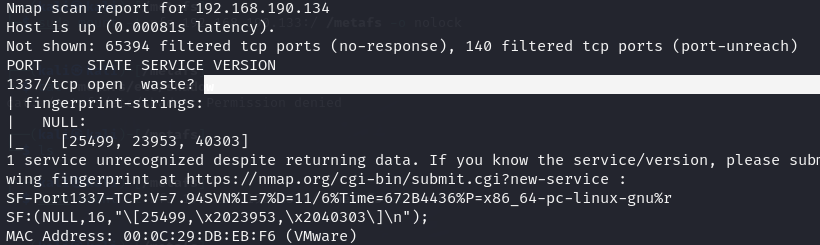 Nmap scan report for 192.168.190.134
Host is up (0.00081s latency).
Not shown: 65394 filtered tcp ports (no-response), 140 filtered tcp ports (port-unreach)
PORT     STATE SERVICE VERSION
1337/tcp open  waste?
| fingerprint-strings:
|   NULL:
|_    [25499, 23953, 40303]
1 service unrecognized despite returning data. If you know the service/version, please subm
wing fingerprint at https://nmap.org/cgi-bin/submit.cgi?new-service :
SF-Port1337-TCP:V=7.94SVN%I=7%D=11/6%Time=672B4436%P=x86_64-pc-linux-gnu%r
SF:(NULL,16,"\[25499,\x2023953,\x2040303\]\n");
MAC Address: 00:0C:29:DB:EB:F6 (VMware)